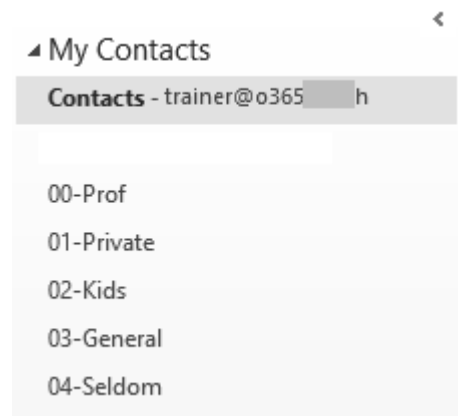 My Contacts
Contacts - trainer@o365 h
00-Prof
01-Private
02-Kids
03-General
04-Seldom